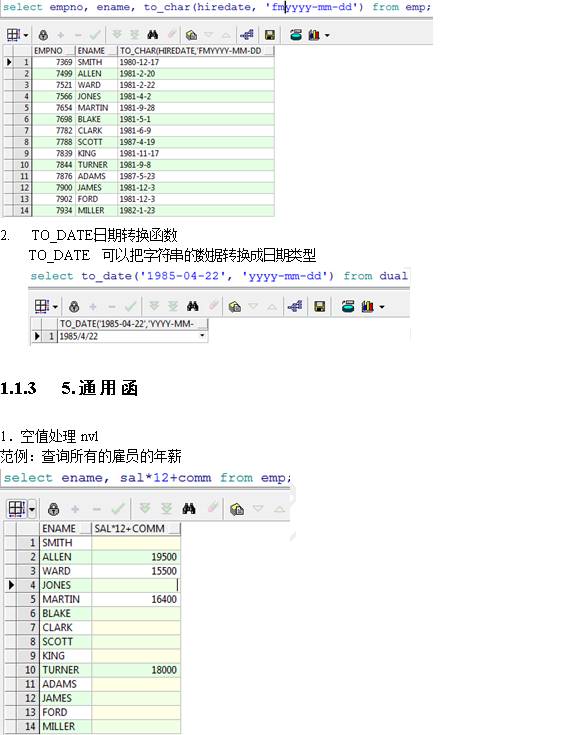 select empno, ename, to_char(hiredate, 'fmyyyy-mm-dd') from emp;
EMPNO ENAME TO_CHAR(HIREDATE,'FMYYYY-MM-DD
1 7369 SMITH 1980-12-17
2 7499 ALLEN 1981-2-20
3 7521 WARD 1981-2-22
4 7566 JONES 1981-4-2
5 7654 MARTIN 1981-9-28
6 7698 BLAKE 1981-5-1
7 7782 CLARK 1981-6-9
8 7788 SCOTT 1987-4-19
9 7839 KING 1981-11-17
10 7844 TURNER 1981-9-8
11 7876 ADAMS 1987-5-23
12 7900 JAMES 1981-12-3
13 7902 FORD 1981-12-3
14 7934 MILLER 1982-1-23
2. TO_DATE日期转换函数
TO_DATE 可以把字符串的数据转换成日期类型
select to_date('1985-04-22', 'yyyy-mm-dd') from dual
TO_DATE('1985-04-22','YYYY-MM-
1 1985/4/22
1.1.3 5.通用函
1．空值处理 nvl
范例：查询所有的雇员的年薪
select ename, sal*12+comm from emp;
ENAME SAL*12+COMM
1 SMITH
2 ALLEN 19500
3 WARD 15500
4 JONES
5 MARTIN 16400
6 BLAKE
7 CLARK
8 SCOTT
9 KING
10 TURNER 18000
11 ADAMS
12 JAMES
13 FORD
14 MILLER